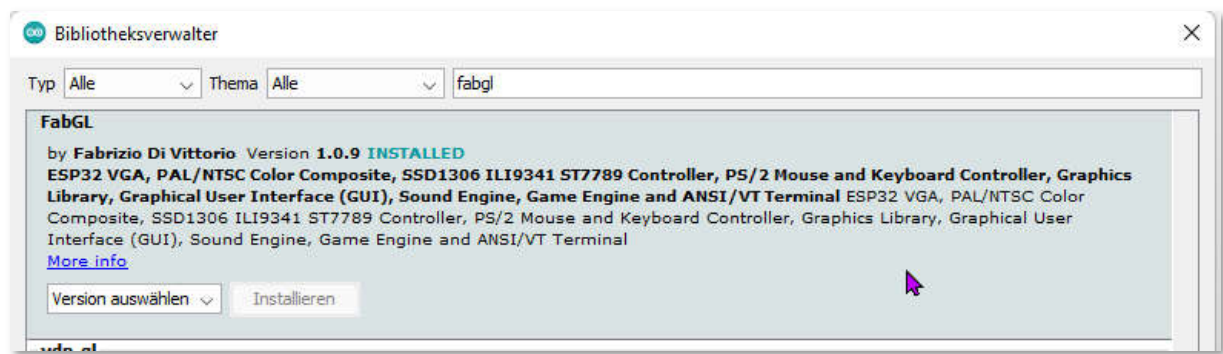 Bibliotheksverwalter
Typ Alle Thema Alle fabgl
FabGL
by Fabrizio Di Vittorio Version 1.0.9 INSTALLED
ESP32 VGA, PAL/NTSC Color Composite, SSD1306 ILI9341 ST7789 Controller, PS/2 Mouse and Keyboard Controller, Graphics
Library, Graphical User Interface (GUI), Sound Engine, Game Engine and ANSI/VT Terminal ESP32 VGA, PAL/NTSC Color
Composite, SSD1306 ILI9341 ST7789 Controller, PS/2 Mouse and Keyboard Controller, Graphics Library, Graphical User
Interface (GUI), Sound Engine, Game Engine and ANSI/VT Terminal
More info
Version auswählen Installieren